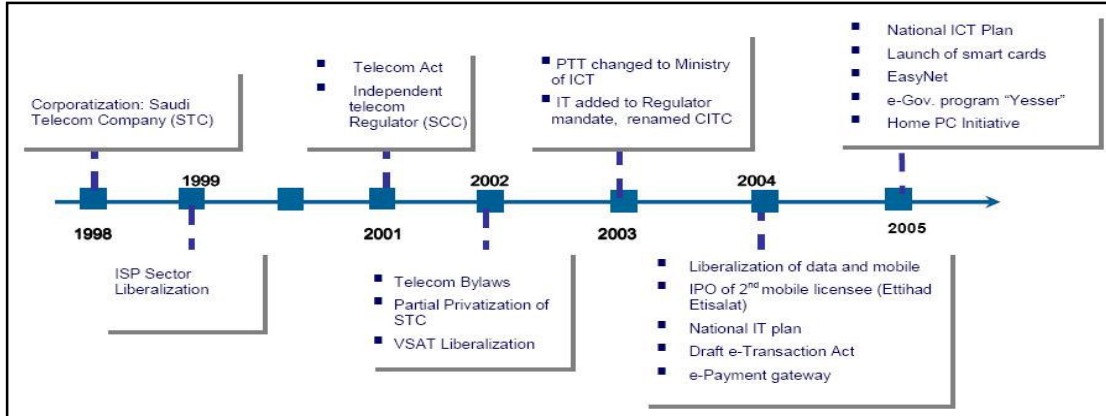 Corporatization: Saudi
Telecom Company (STC)
1998
1999
ISP Sector
Liberalization
■ Telecom Act
■ Independent
telecom
Regulator (SCC)
2001
2002
■ Telecom Bylaws
■ Partial Privatization of
STC
■ VSAT Liberalization
■ PTT changed to Ministry
of ICT
■ IT added to Regulator
mandate, renamed CITC
2003
2004
■ Liberalization of data and mobile
■ IPO of 2nd mobile licensee (Ettihad
Etisalat)
■ National IT plan
■ Draft e-Transaction Act
■ e-Payment gateway
■ National ICT Plan
■ Launch of smart cards
■ EasyNet
■ e-Gov. program “Yesser”
■ Home PC Initiative
2005